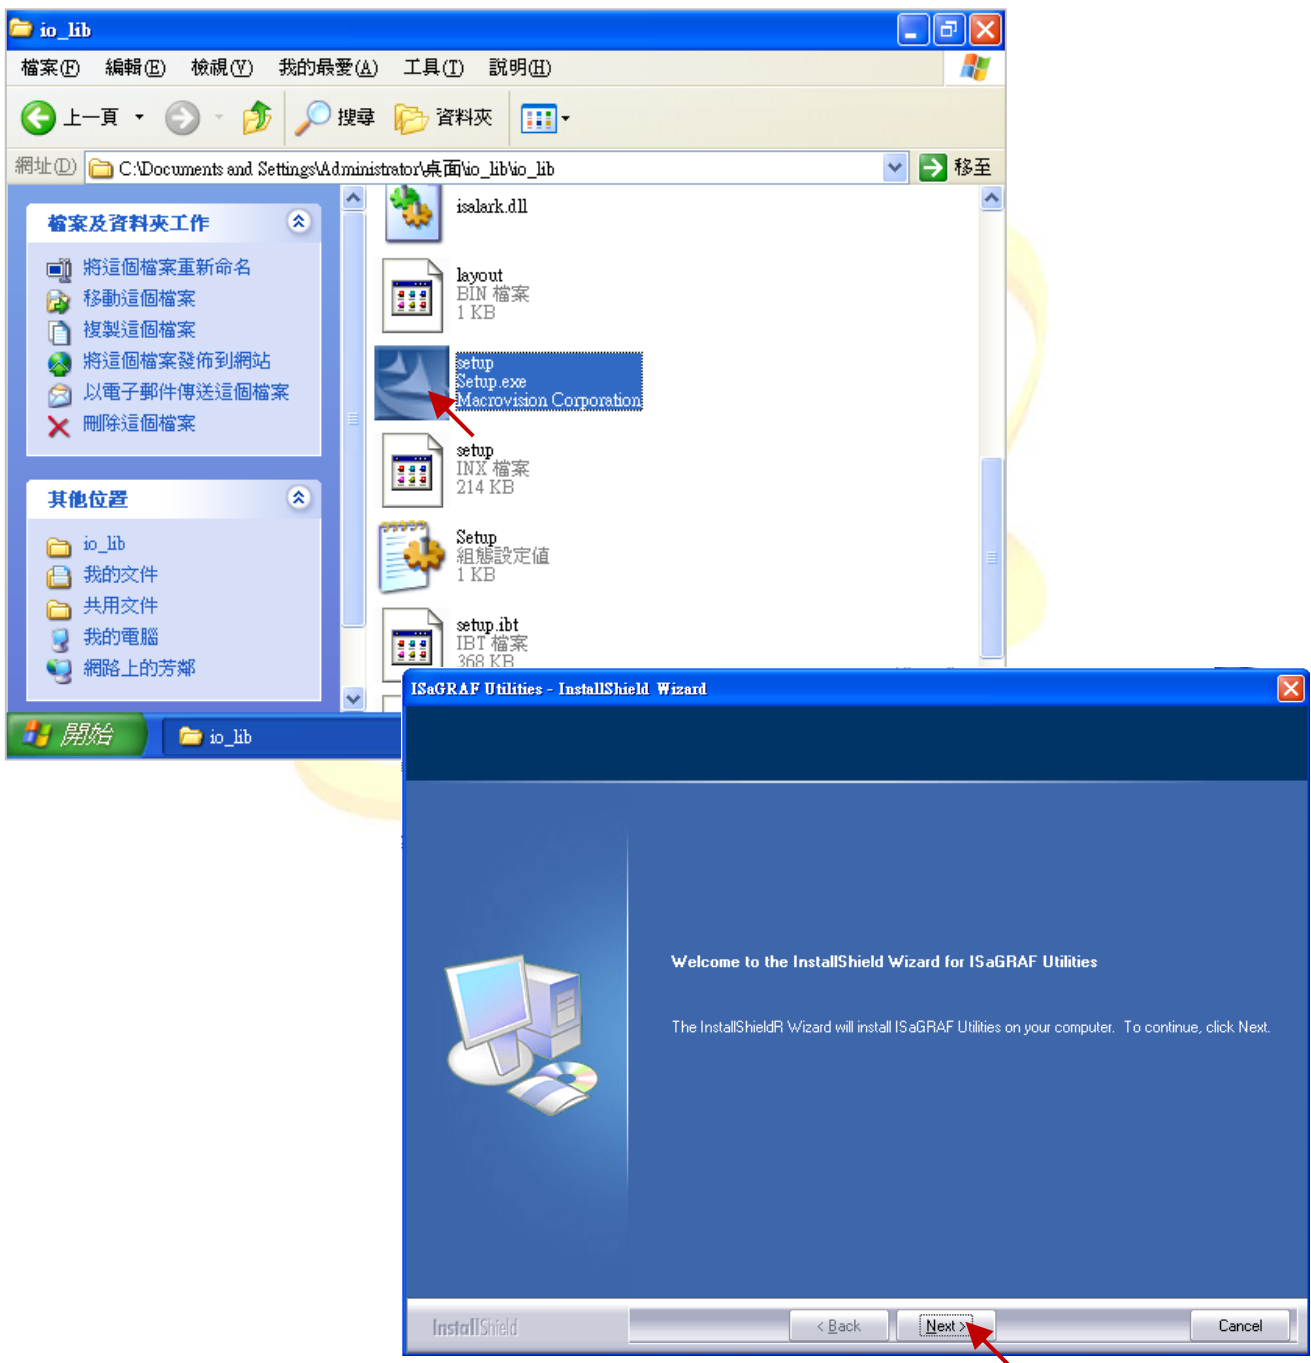 io_lib
檔案(F) 編輯(E) 檢視(V) 我的最愛(A) 工具(T) 說明(H)
上一頁 搜尋 資料夾
網址(D) C:\Documents and Settings\Administrator\桌面\io_lib\io_lib 移至
檔案及資料夾工作
將這個檔案重新命名
移動這個檔案
複製這個檔案
將這個檔案發佈到網站
以電子郵件傳送這個檔案
刪除這個檔案
其他位置
io_lib
我的文件
共用文件
我的電腦
網路上的芳鄰
isalark.dll
layout
BIN 檔案
1 KB
setup
Setup.exe
Macrovision Corporation
setup
INX 檔案
214 KB
Setup
組態設定值
1 KB
setup.ibt
IBT 檔案
368 KB
開始 io_lib
ISaGRAF Utilities - InstallShield Wizard
Welcome to the InstallShield Wizard for ISaGRAF Utilities
The InstallShieldR Wizard will install ISaGRAF Utilities on your computer. To continue, click Next.
InstallShield
< Back Next > Cancel